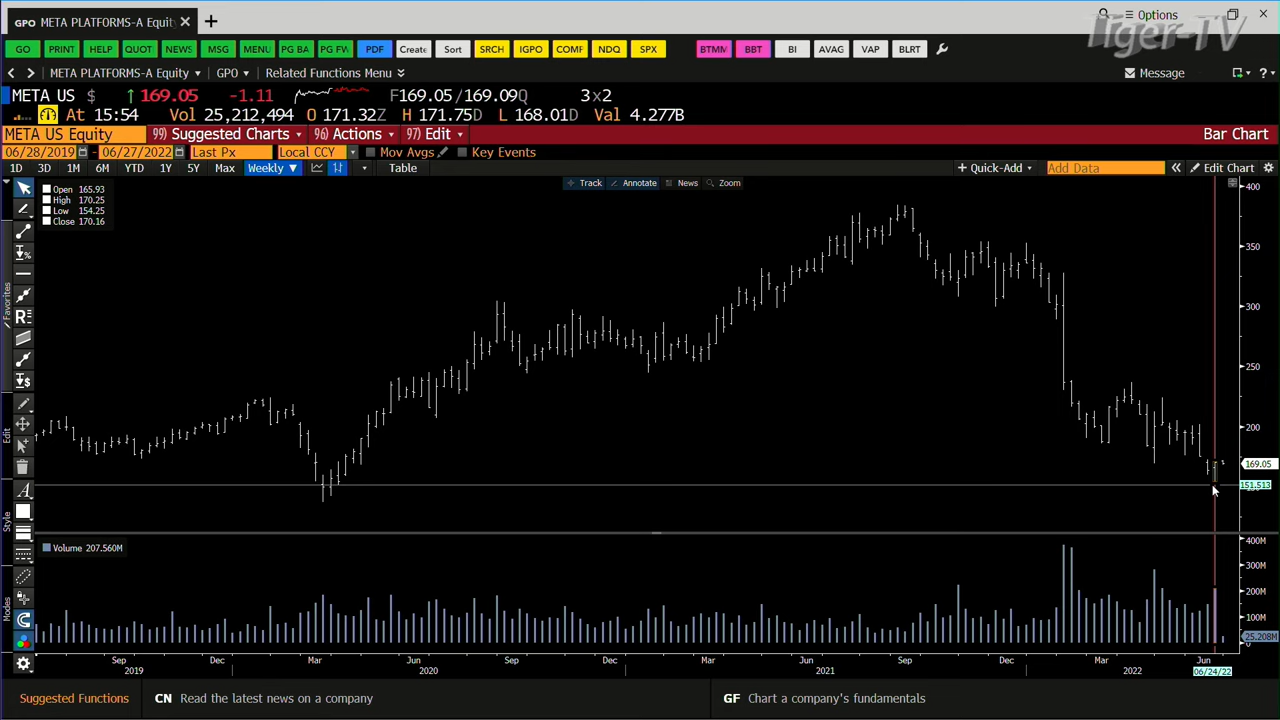 GPO META PLATFORMS-A Equity × +
Options
Tiger-TV
GO PRINT HELP QUOT NEWS MSG MENU PG BA PG FW PDF Create Sort SRCH IGPO COMF NDQ SPX BTMM BBT BI AVAG VAP BLRT
META PLATFORMS-A Equity GPO Related Functions Menu Message ?
META US $ ↑ 169.05 -1.11 F169.05/169.09Q 3x2
At 15:54 Vol 25,212,494 O 171.32Z H 171.75D L 168.01D Val 4.277B
META US Equity 99) Suggested Charts 96) Actions 97) Edit Bar Chart
06/28/2019 - 06/27/2022 Last Px Local CCY Mov Avgs Key Events
1D 3D 1M 6M YTD 1Y 5Y Max Weekly ▼ Table + Quick-Add Add Data « Edit Chart
Track Annotate News Zoom
Open 165.93
High 170.25
Low 154.25
Close 170.16
400
350
300
250
200
169.05
151.513
Favorites
Edit
Style
Modes
Volume 207.560M
400M
300M
200M
100M
25.208M
0
Sep Dec Mar Jun Sep Dec Mar Jun Sep Dec Mar Jun
2019 2020 2021 2022 06/24/22
Suggested Functions CN Read the latest news on a company GF Chart a company's fundamentals